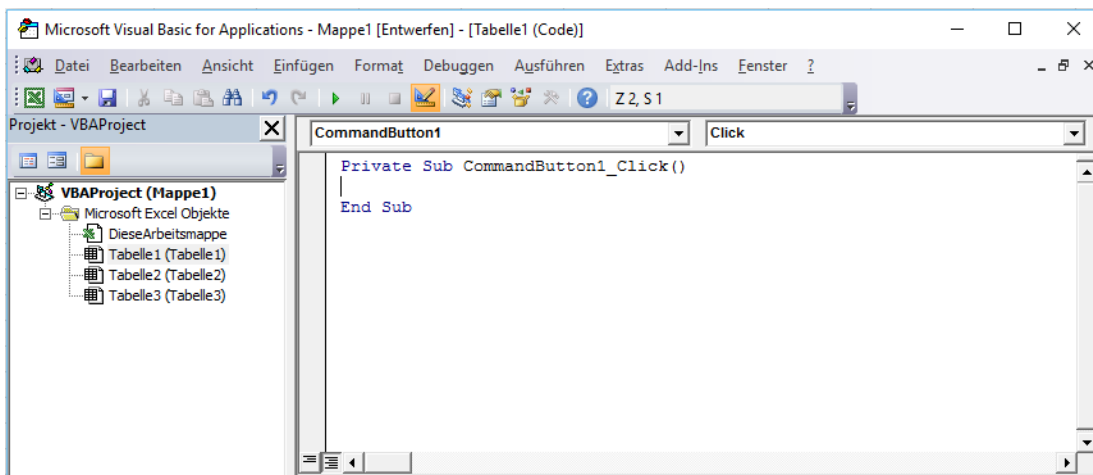 Microsoft Visual Basic for Applications - Mappe1 [Entwerfen] - [Tabelle1 (Code)]
Datei Bearbeiten Ansicht Einfügen Format Debuggen Ausführen Extras Add-Ins Fenster ?
Z 2, S 1
Projekt - VBAProject
CommandButton1 Click
VBAProject (Mappe1)
Microsoft Excel Objekte
DieseArbeitsmappe
Tabelle1 (Tabelle1)
Tabelle2 (Tabelle2)
Tabelle3 (Tabelle3)
Private Sub CommandButton1_Click()
End Sub